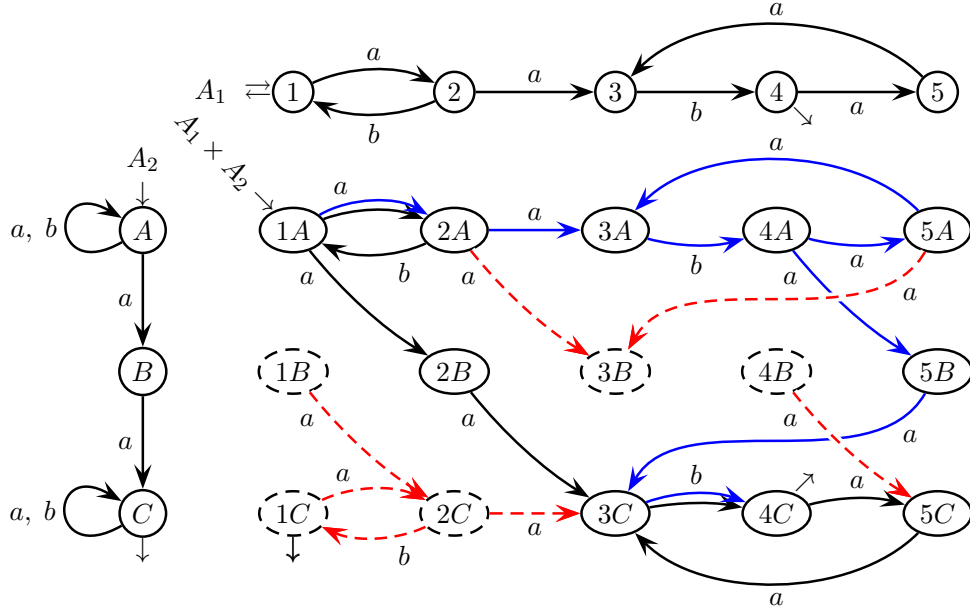 a
A₁ 1 a 2 a 3 b 4 a 5
b
A₁ + A₂
A₂
a, b A 1A a 2A a 3A b 4A a 5A a
a b a a a
a
B 1B 2B 3B 4B 5B
a a a a a
a, b C 1C a 2C a 3C b 4C a 5C
b
a